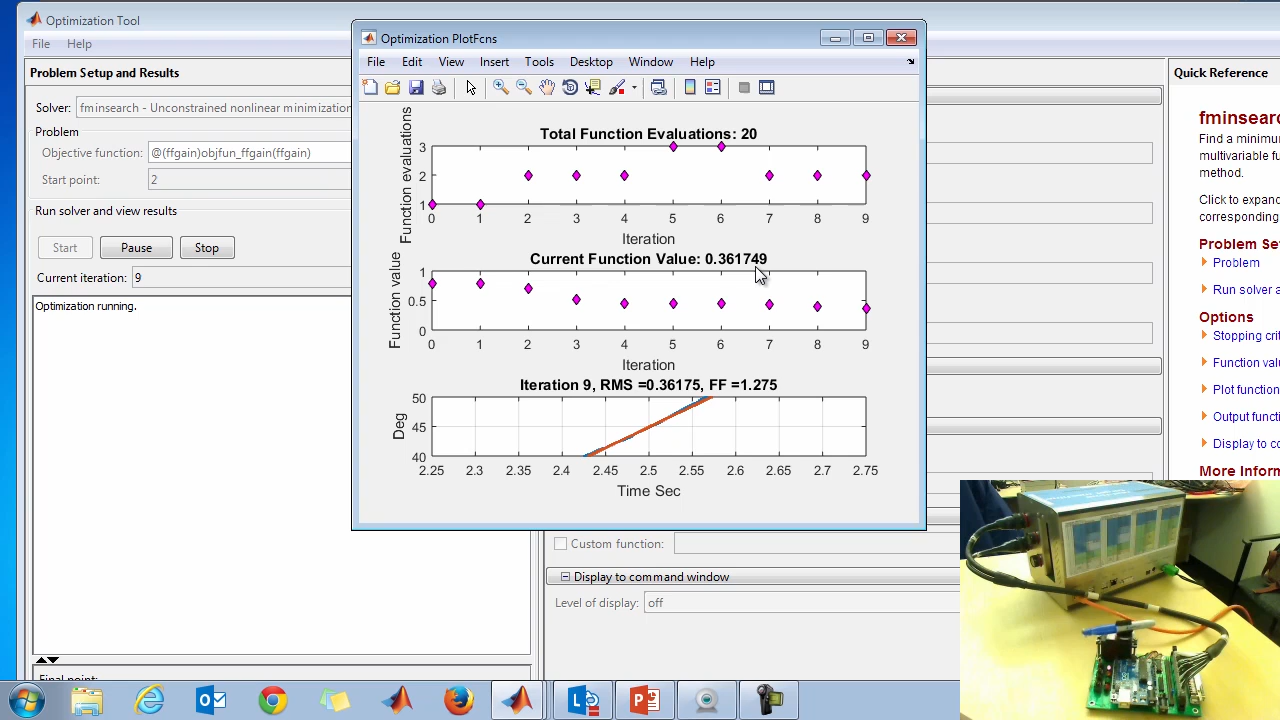 Optimization Tool
File Help
Problem Setup and Results
Solver: fminsearch - Unconstrained nonlinear minimization
Problem
Objective function: @(ffgain)objfun_ffgain(ffgain)
Start point: 2
Run solver and view results
Start Pause Stop
Current iteration: 9
Optimization running.
Final point:
Optimization PlotFcns
File Edit View Insert Tools Desktop Window Help
Total Function Evaluations: 20
Function evaluations
3
2
1
0 1 2 3 4 5 6 7 8 9
Iteration
Current Function Value: 0.361749
Function value
1
0.5
0
0 1 2 3 4 5 6 7 8 9
Iteration
Iteration 9, RMS =0.36175, FF =1.275
Deg
50
45
40
2.25 2.3 2.35 2.4 2.45 2.5 2.55 2.6 2.65 2.7 2.75
Time Sec
Custom function:
Display to command window
Level of display: off
Quick Reference
fminsearc
Find a minimu
multivariable fu
method.
Click to expan
corresponding
Problem Se
Problem
Run solver a
Options
Stopping crit
Function valu
Plot function
Output functi
Display to co
More Inform